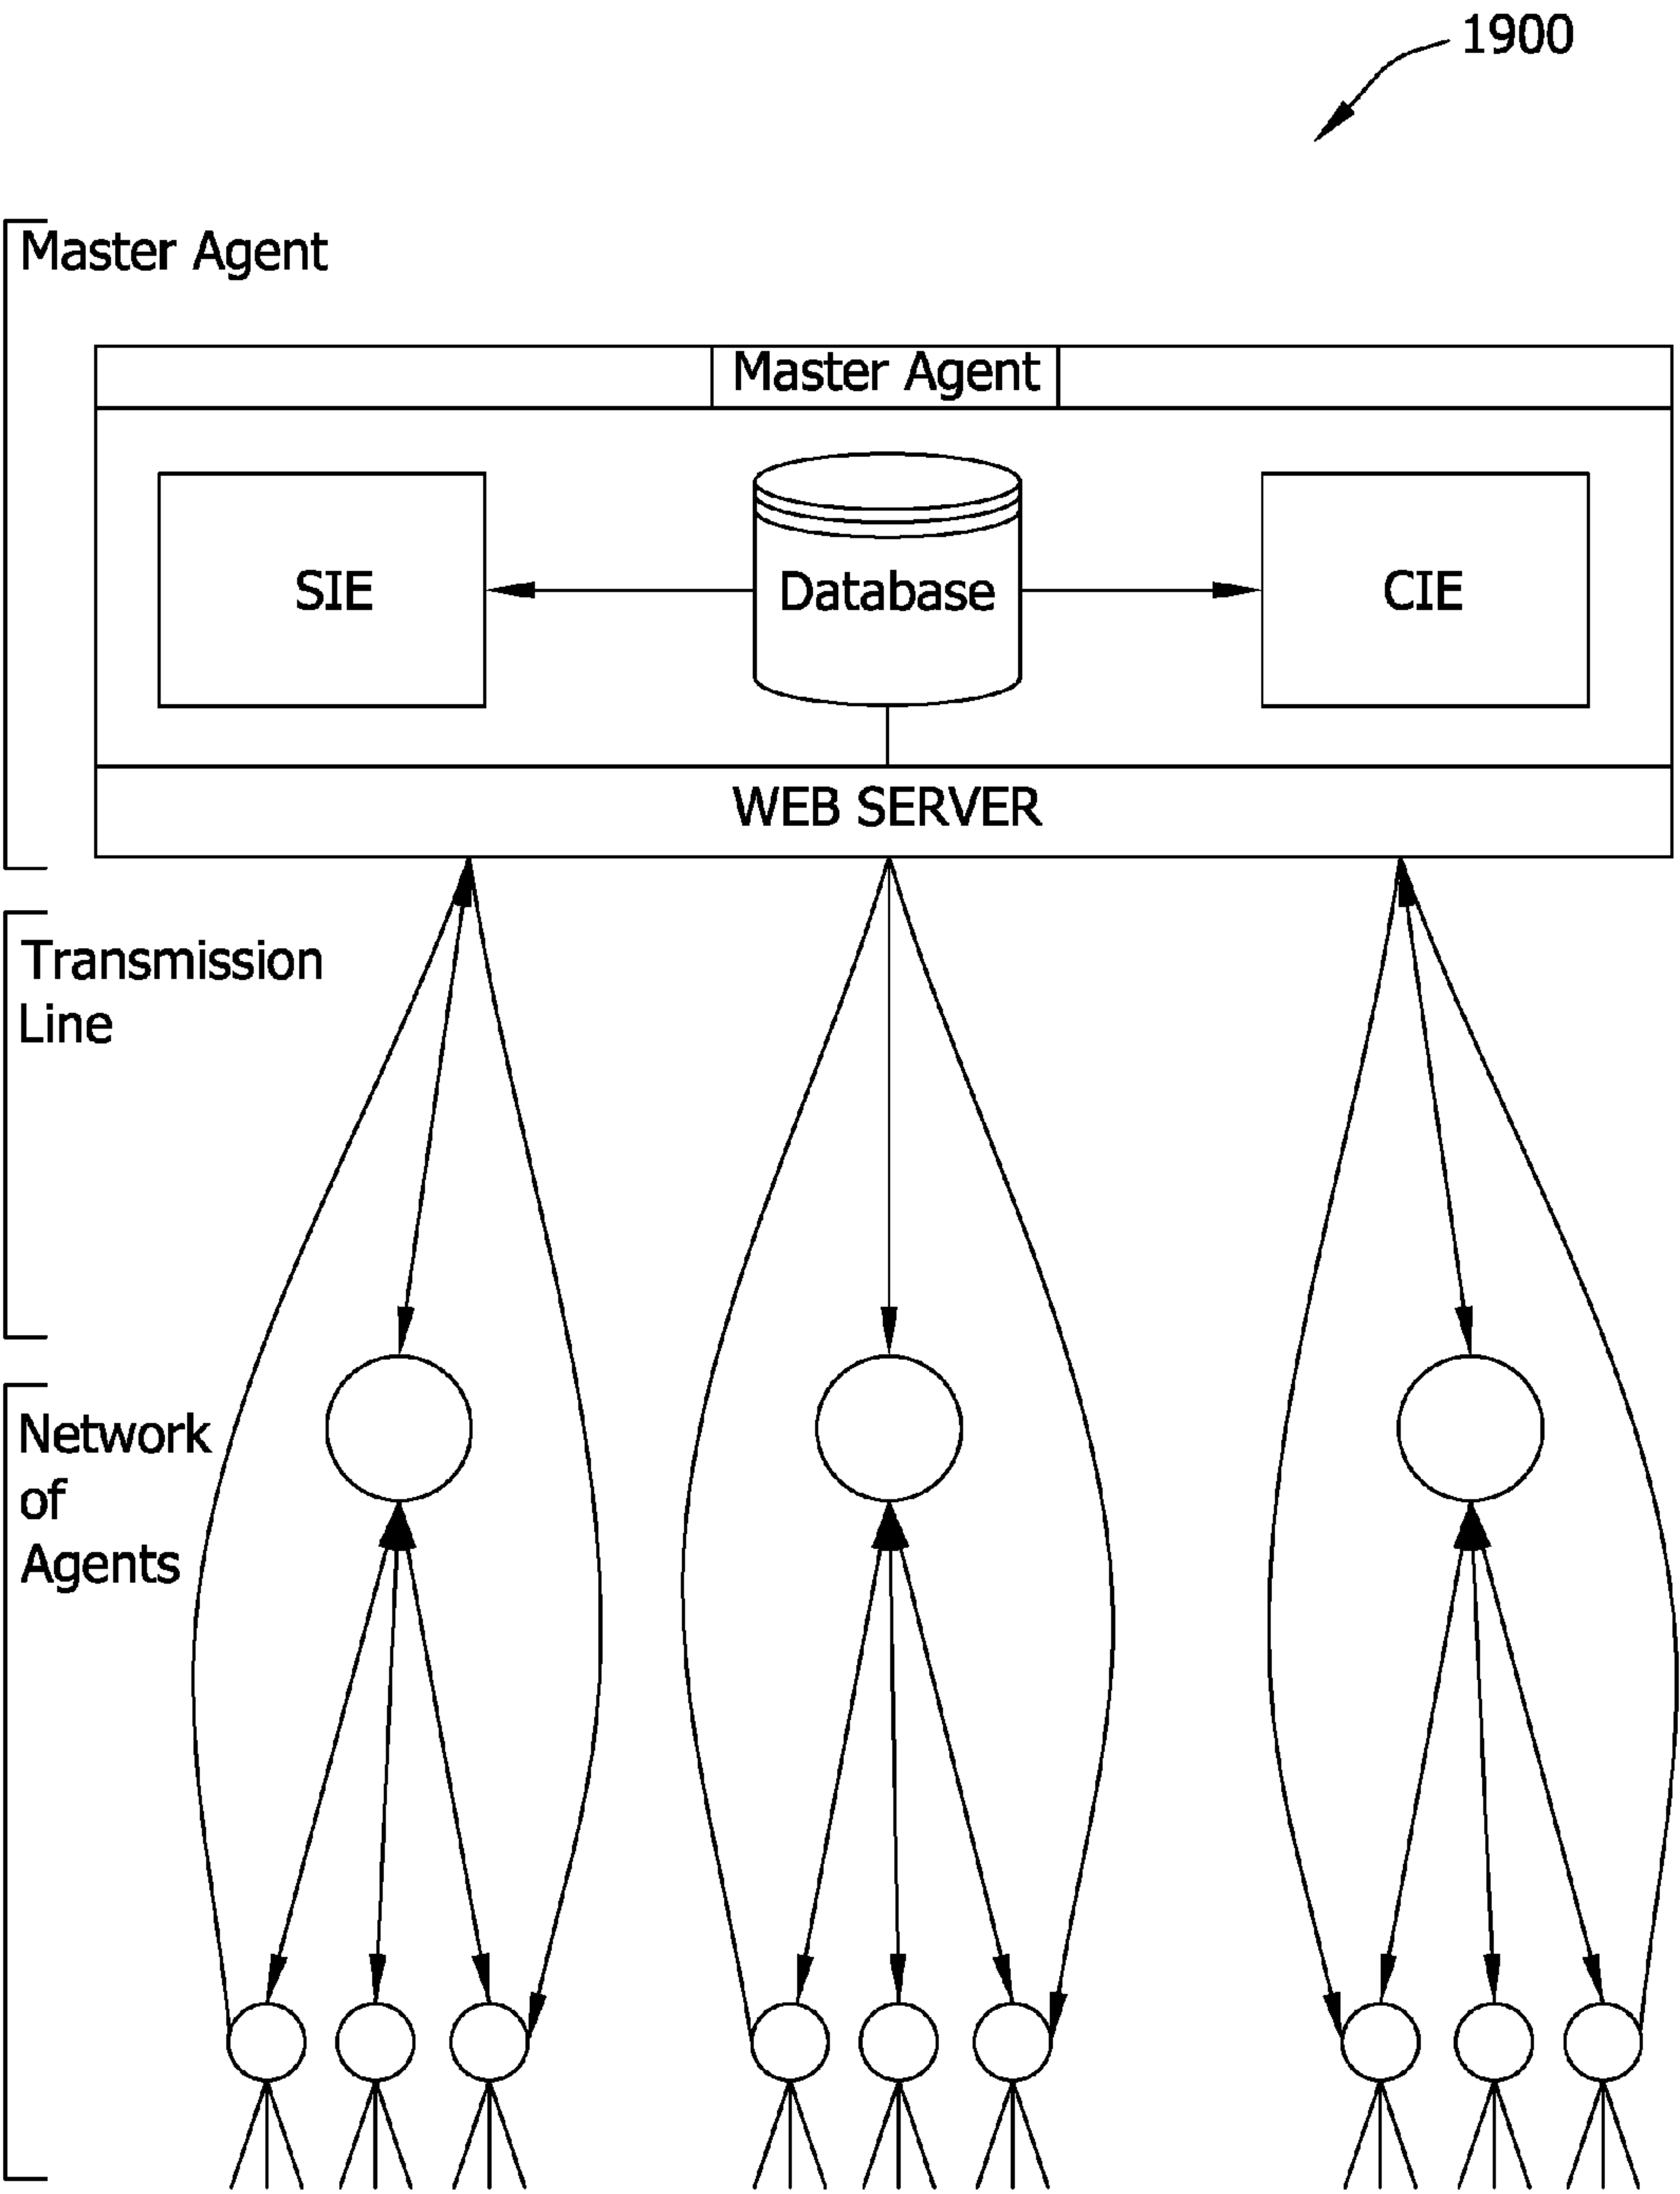 1900
Master Agent
Master Agent
SIE
Database
CIE
WEB SERVER
Transmission
Line
Network
of
Agents